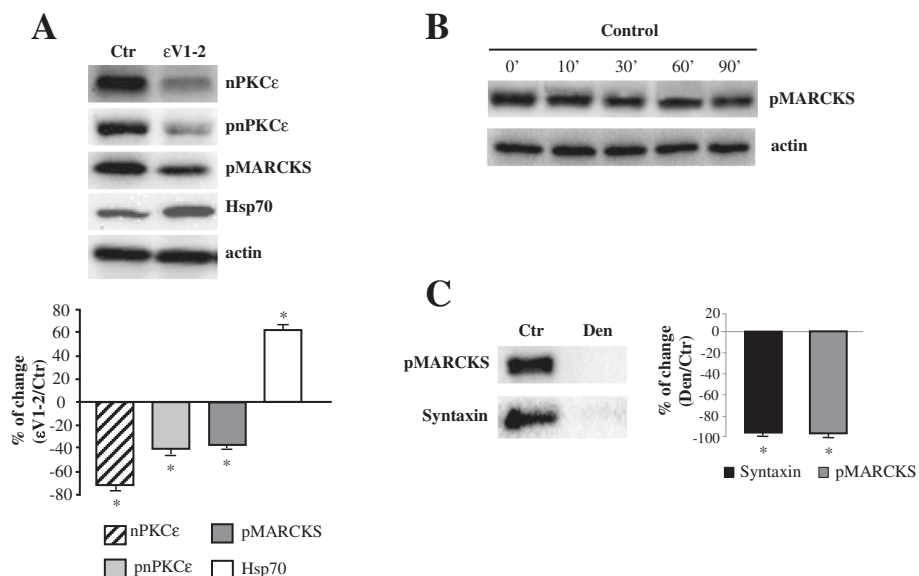 A
Ctr εV1-2
nPKCε
pnPKCε
pMARCKS
Hsp70
actin
% of change
(εV1-2/Ctr)
80
60
40
20
0
-20
-40
-60
-80
*
*
*
*
nPKCε
pMARCKS
pnPKCε
Hsp70
B
Control
0’ 10’ 30’ 60’ 90’
pMARCKS
actin
C
Ctr Den
pMARCKS
Syntaxin
% of change
(Den/Ctr)
20
0
-20
-40
-60
-80
-100
* *
Syntaxin pMARCKS